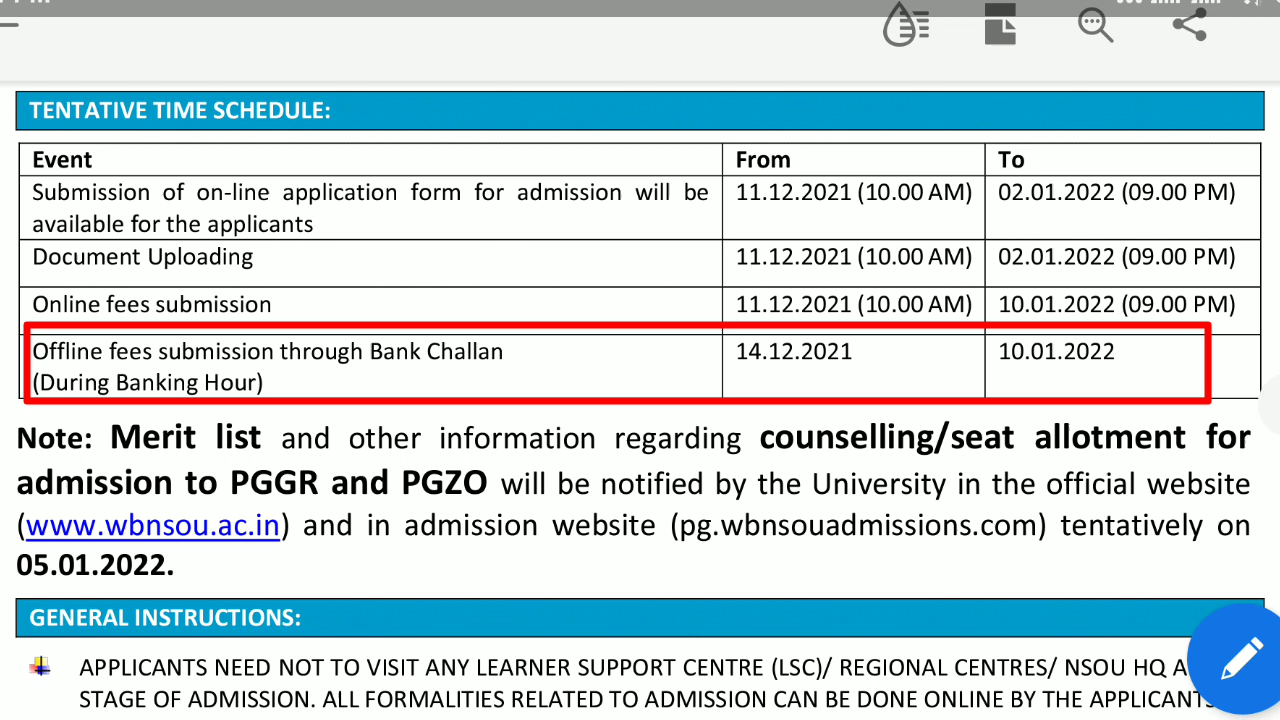 TENTATIVE TIME SCHEDULE:
Event From To
Submission of on-line application form for admission will be 11.12.2021 (10.00 AM) 02.01.2022 (09.00 PM)
available for the applicants
Document Uploading 11.12.2021 (10.00 AM) 02.01.2022 (09.00 PM)
Online fees submission 11.12.2021 (10.00 AM) 10.01.2022 (09.00 PM)
Offline fees submission through Bank Challan 14.12.2021 10.01.2022
(During Banking Hour)
Note: Merit list and other information regarding counselling/seat allotment for
admission to PGGR and PGZO will be notified by the University in the official website
(www.wbnsou.ac.in) and in admission website (pg.wbnsouadmissions.com) tentatively on
05.01.2022.
GENERAL INSTRUCTIONS:
APPLICANTS NEED NOT TO VISIT ANY LEARNER SUPPORT CENTRE (LSC)/ REGIONAL CENTRES/ NSOU HQ
STAGE OF ADMISSION. ALL FORMALITIES RELATED TO ADMISSION CAN BE DONE ONLINE BY THE